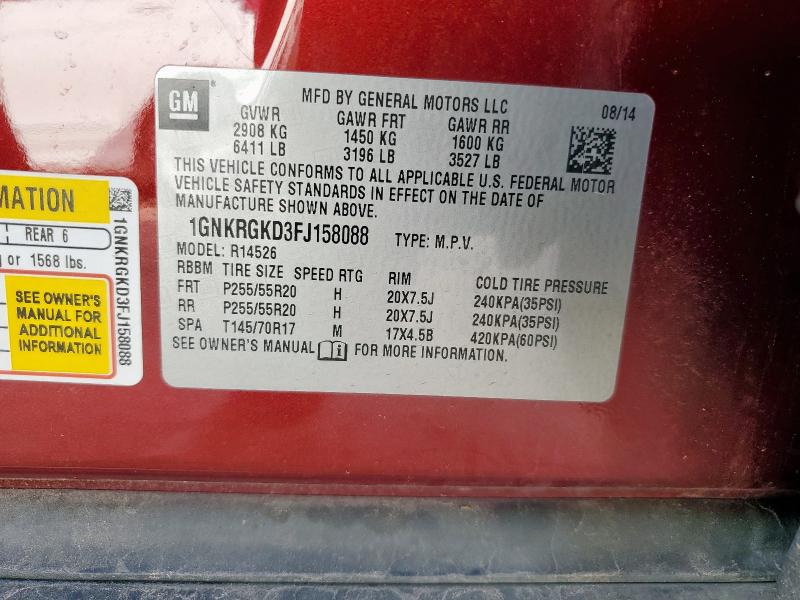 GM
MFD BY GENERAL MOTORS LLC
08/14
GVWR GAWR FRT GAWR RR
2908 KG 1450 KG 1600 KG
6411 LB 3196 LB 3527 LB
THIS VEHICLE CONFORMS TO ALL APPLICABLE U.S. FEDERAL MOTOR
VEHICLE SAFETY STANDARDS IN EFFECT ON THE DATE OF
MANUFACTURE SHOWN ABOVE.
1GNKRGKD3FJ158088 TYPE: M.P.V.
MODEL: R14526
RBBM TIRE SIZE SPEED RTG RIM COLD TIRE PRESSURE
FRT P255/55R20 H 20X7.5J 240KPA(35PSI)
RR P255/55R20 H 20X7.5J 240KPA(35PSI)
SPA T145/70R17 M 17X4.5B 420KPA(60PSI)
SEE OWNER'S MANUAL FOR MORE INFORMATION.
REAR 6
or 1568 lbs.
SEE OWNER'S
MANUAL FOR
ADDITIONAL
INFORMATION
1GNKRGKD3FJ158088